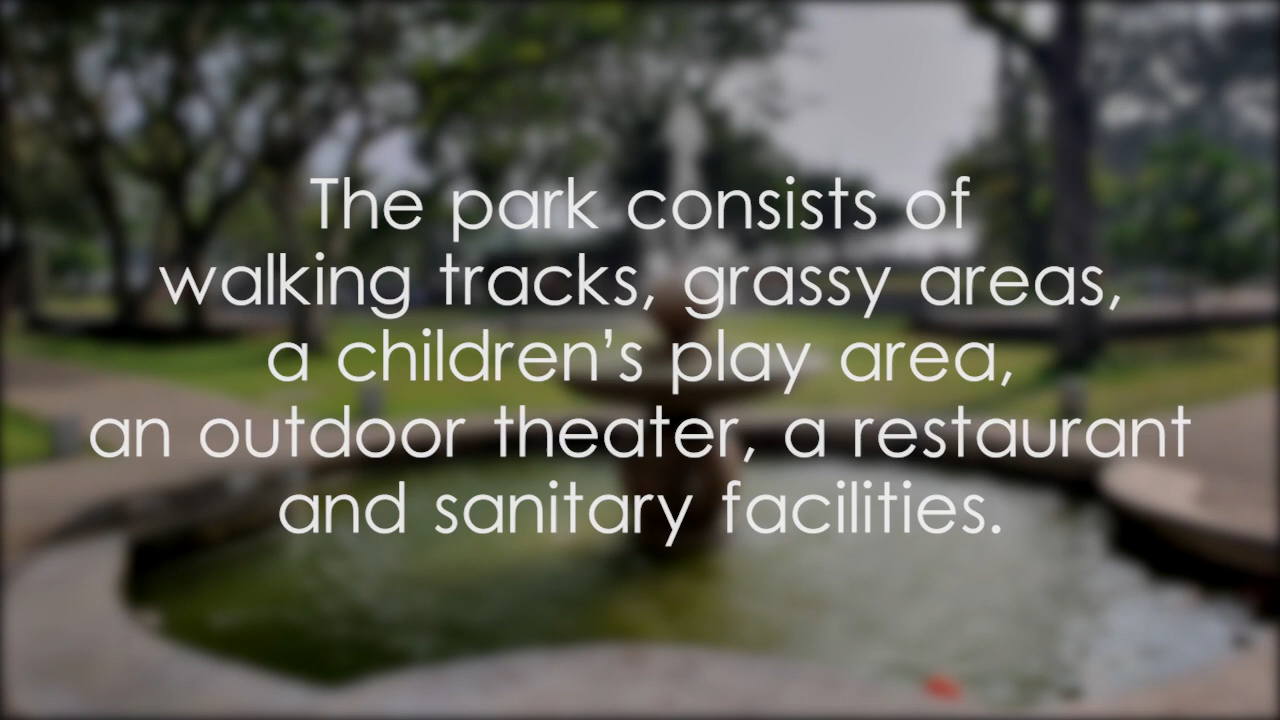 The park consists of
walking tracks, grassy areas,
a children’s play area,
an outdoor theater, a restaurant
and sanitary facilities.